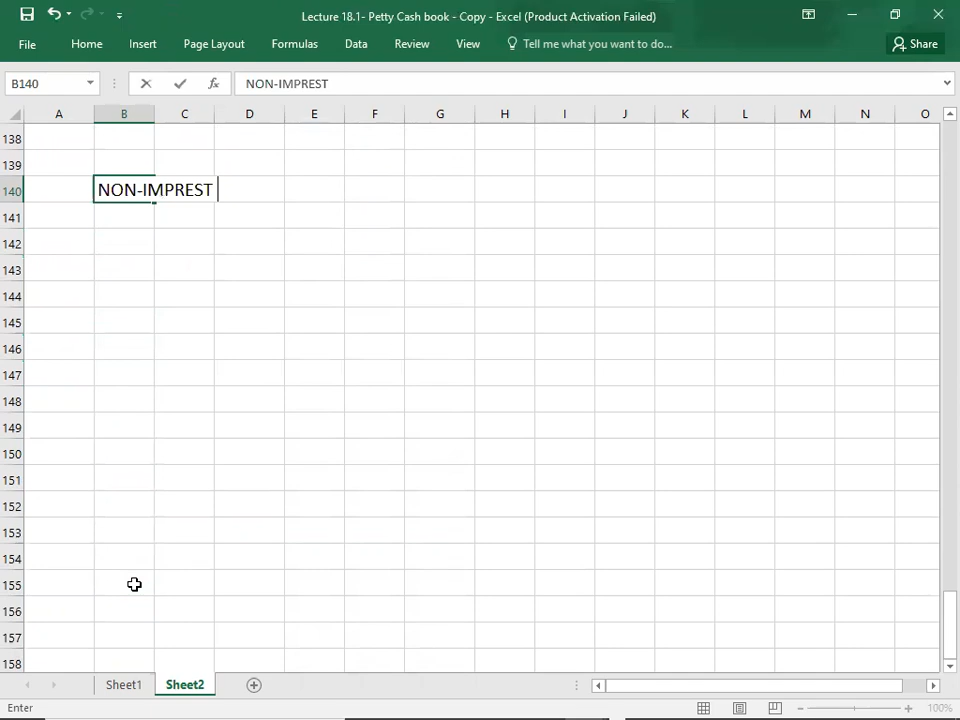 Lecture 18.1- Petty Cash book - Copy - Excel (Product Activation Failed)
File Home Insert Page Layout Formulas Data Review View Tell me what you want to do... Share
B140 fx NON-IMPREST
A B C D E F G H I J K L M N O
138
139
140 NON-IMPREST
141
142
143
144
145
146
147
148
149
150
151
152
153
154
155
156
157
158
Sheet1 Sheet2
Enter 100%